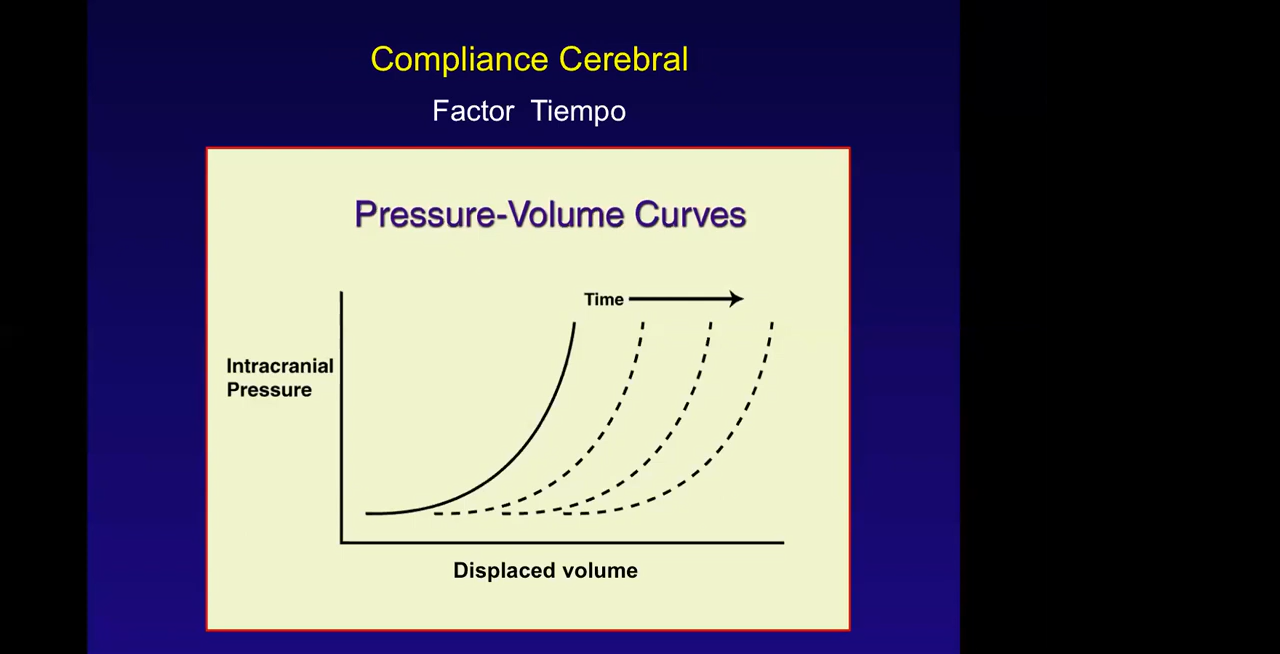 Compliance Cerebral
Factor Tiempo
Pressure-Volume Curves
Time
Intracranial
Pressure
Displaced volume